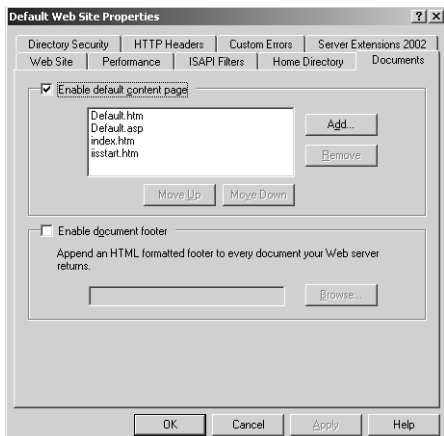 Default Web Site Properties ? X
Directory Security HTTP Headers Custom Errors Server Extensions 2002
Web Site Performance ISAPI Filters Home Directory Documents
Enable default content page
Default.htm
Default.asp
index.htm
iisstart.htm
Add...
Remove
Move Up Move Down
Enable document footer
Append an HTML formatted footer to every document your Web server
returns.
Browse...
OK Cancel Apply Help